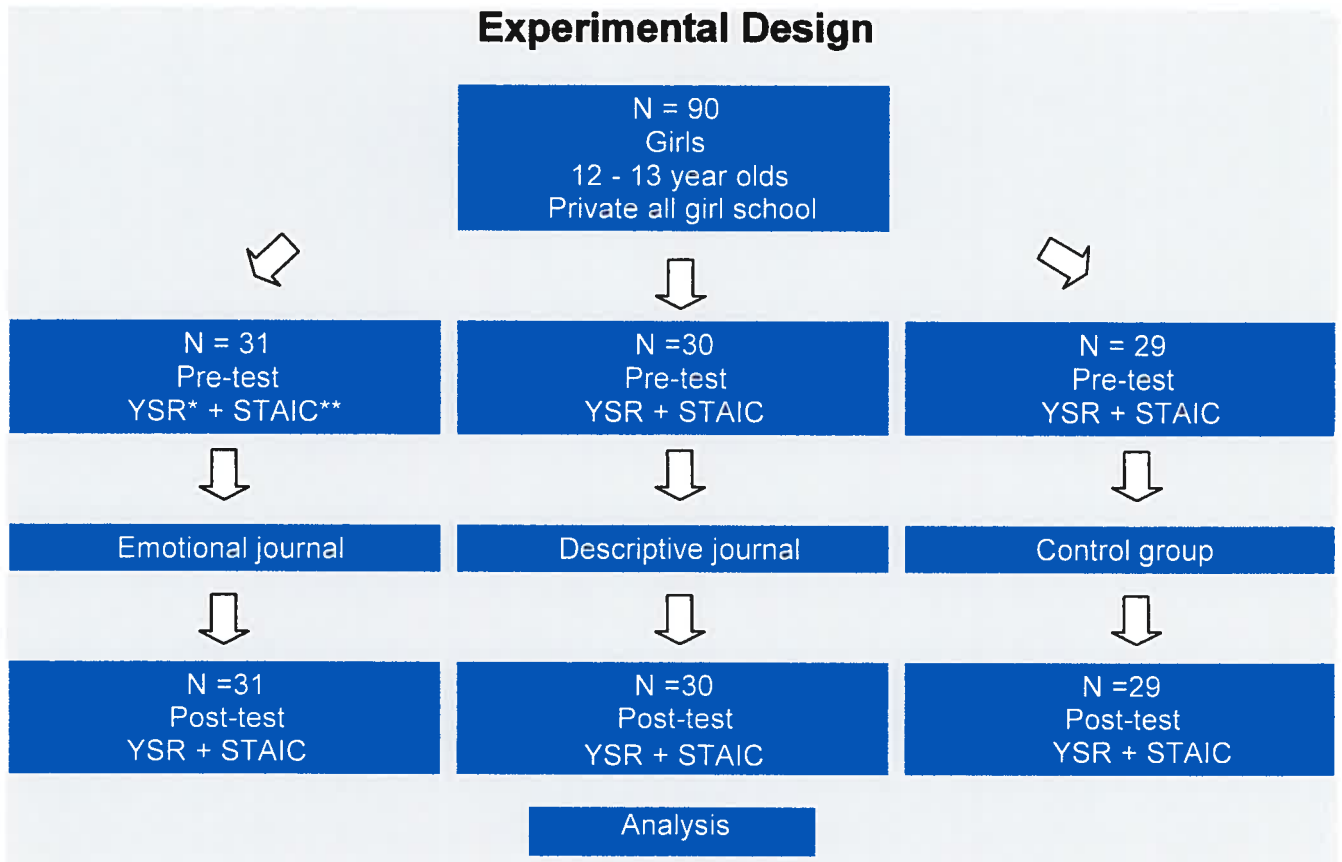 Experimental Design
N = 90
Girls
12 - 13 year olds
Private all girl school
N = 31
Pre-test
YSR* + STAIC**
N =30
Pre-test
YSR + STAIC
N = 29
Pre-test
YSR + STAIC
Emotional journal
Descriptive journal
Control group
N =31
Post-test
YSR + STAIC
N =30
Post-test
YSR + STAIC
N =29
Post-test
YSR + STAIC
Analysis